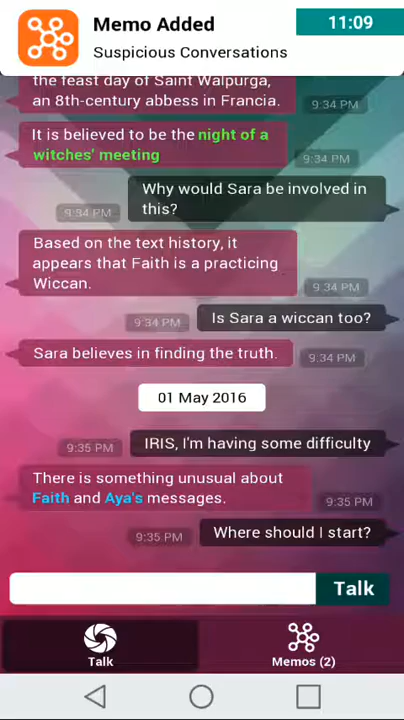 Memo Added
11:09
Suspicious Conversations
the feast day of Saint Walpurga,
an 8th-century abbess in Francia.
9:34 PM
It is believed to be the night of a
witches' meeting
9:34 PM
Why would Sara be involved in
this?
9:34 PM
Based on the text history, it
appears that Faith is a practicing
Wiccan.
9:34 PM
Is Sara a wiccan too?
9:34 PM
Sara believes in finding the truth.
9:34 PM
01 May 2016
IRIS, I'm having some difficulty
9:35 PM
There is something unusual about
Faith and Aya's messages.
9:35 PM
Where should I start?
9:35 PM
Talk
Talk
Memos (2)